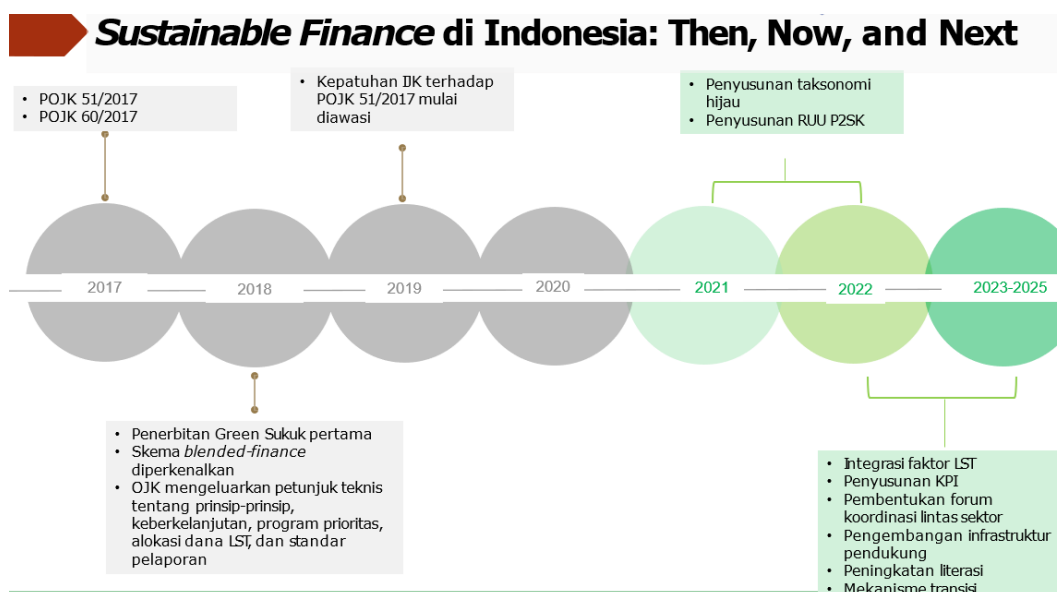 Sustainable Finance di Indonesia: Then, Now, and Next
• POJK 51/2017
• POJK 60/2017
• Kepatuhan IJK terhadap
POJK 51/2017 mulai
diawasi
• Penyusunan taksonomi
hijau
• Penyusunan RUU P2SK
2017
2018
2019
2020
2021
2022
2023-2025
• Penerbitan Green Sukuk pertama
• Skema blended-finance
diperkenalkan
• OJK mengeluarkan petunjuk teknis
tentang prinsip-prinsip,
keberkelanjutan, program prioritas,
alokasi dana LST, dan standar
pelaporan
• Integrasi faktor LST
• Penyusunan KPI
• Pembentukan forum
koordinasi lintas sektor
• Pengembangan infrastruktur
pendukung
• Peningkatan literasi
• Mekanisme transisi